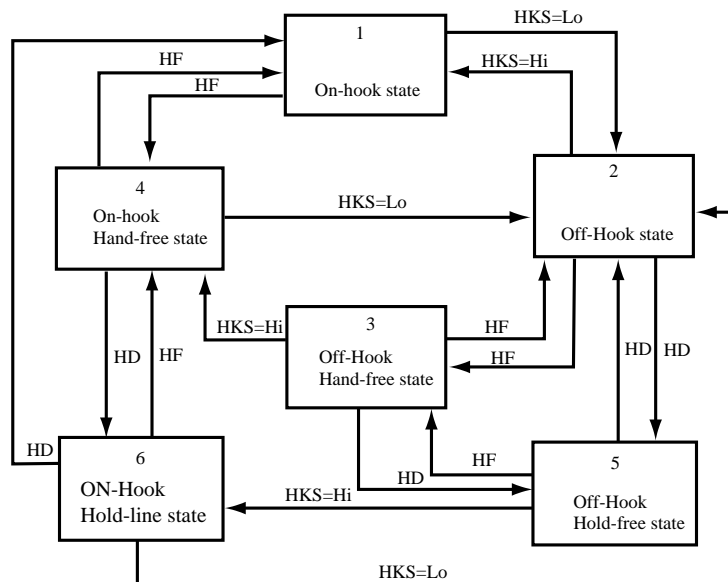 1
On-hook state
HKS=Lo
HF
HKS=Hi
HF
4
On-hook
Hand-free state
HKS=Lo
2
Off-Hook state
3
Off-Hook
Hand-free state
HKS=Hi
HF
HF
HD
HF
HD
HD
HD
6
ON-Hook
Hold-line state
HF
HD
HKS=Hi
5
Off-Hook
Hold-free state
HKS=Lo